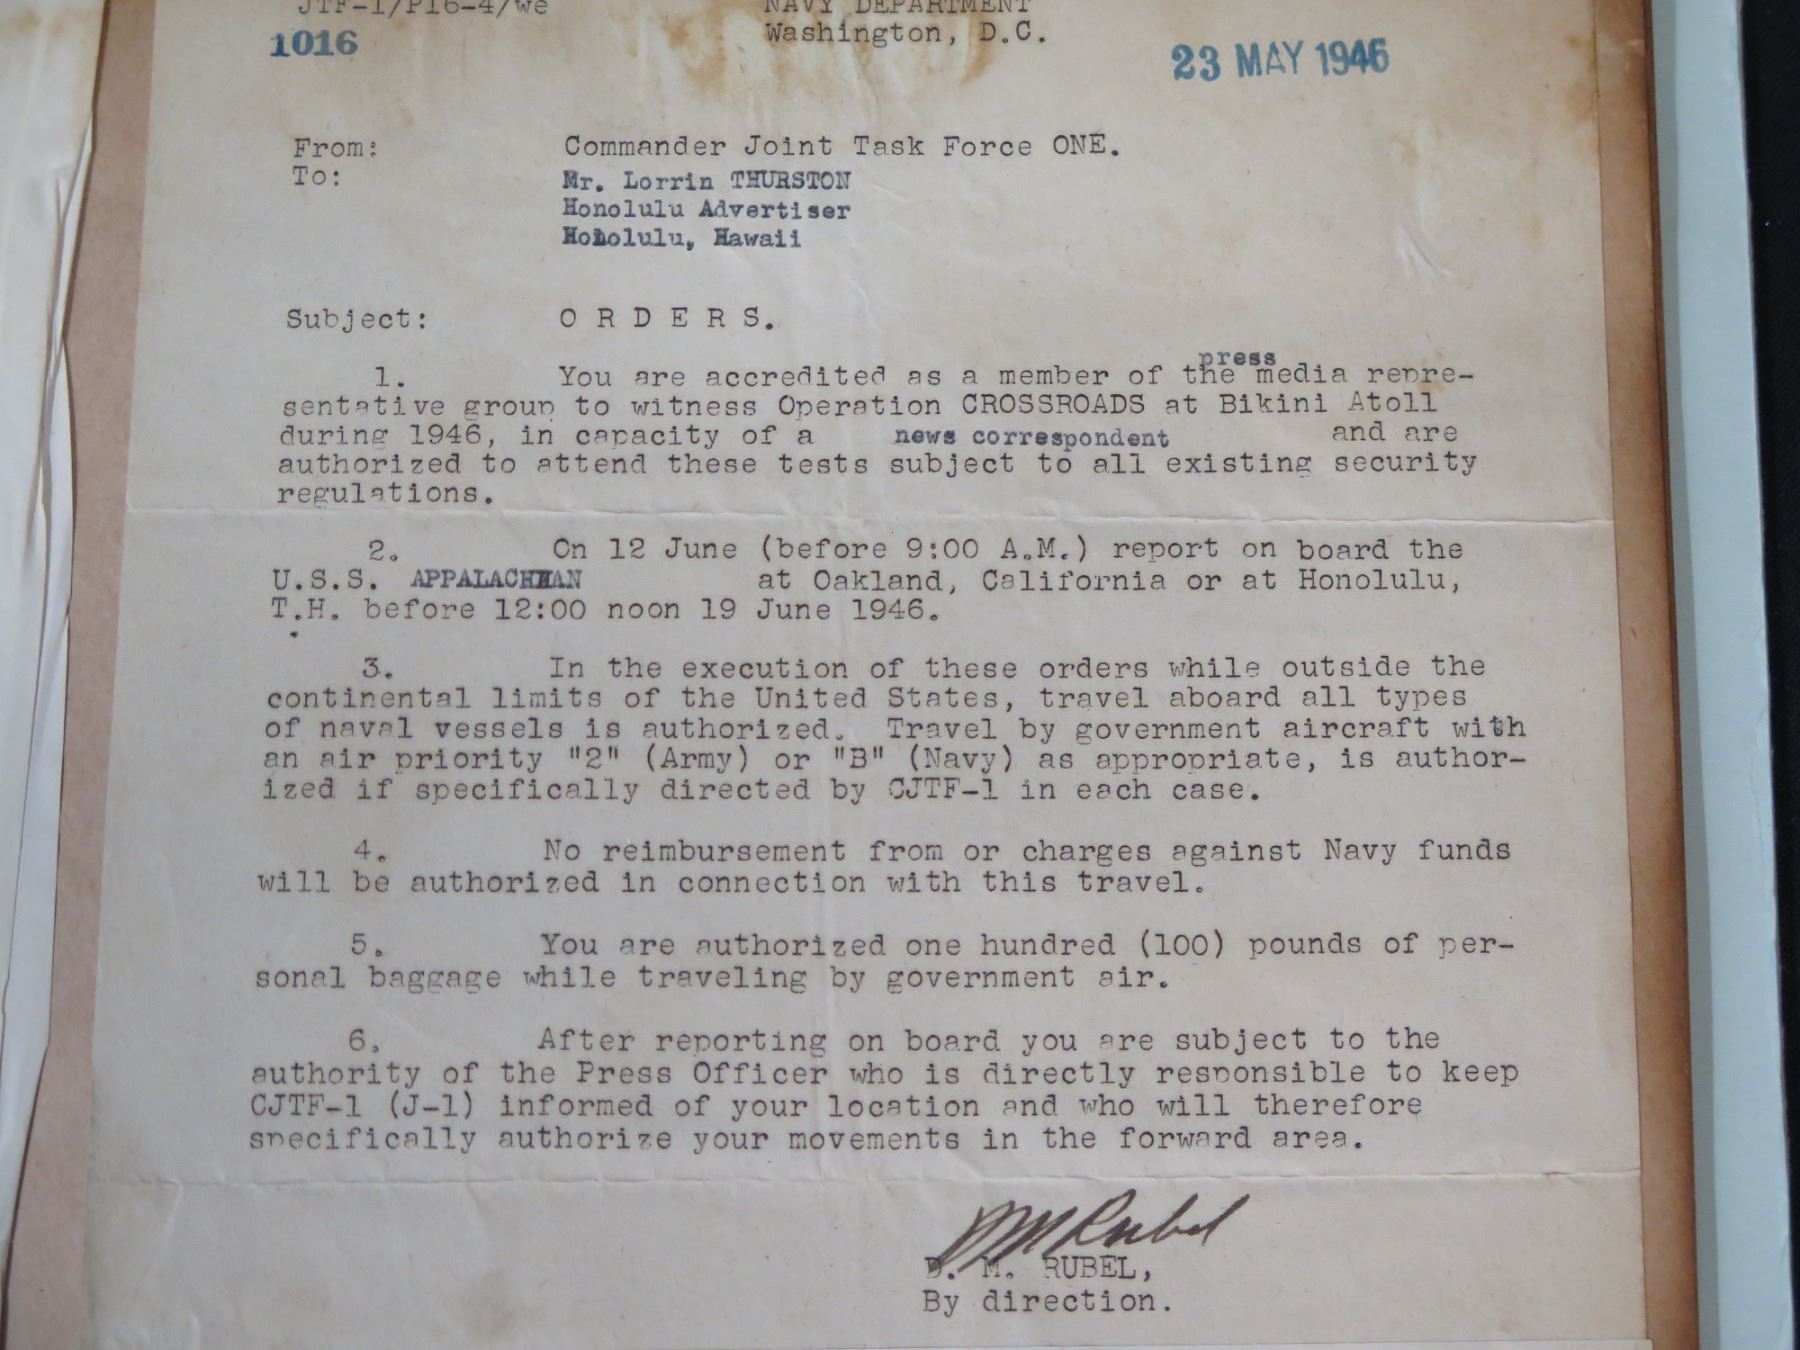 JTF-1/P16-4/we
NAVY DEPARTMENT
1016
Washington, D.C.
23 MAY 1946
From: Commander Joint Task Force ONE.
To: Mr. Lorrin THURSTON
Honolulu Advertiser
Honolulu, Hawaii
Subject: O R D E R S.
press
1. You are accredited as a member of the media repre-
sentative group to witness Operation CROSSROADS at Bikini Atoll
during 1946, in capacity of a news correspondent and are
authorized to attend these tests subject to all existing security
regulations.
2. On 12 June (before 9:00 A.M.) report on board the
U.S.S. APPALACHIAN at Oakland, California or at Honolulu,
T.H. before 12:00 noon 19 June 1946.
3. In the execution of these orders while outside the
continental limits of the United States, travel aboard all types
of naval vessels is authorized. Travel by government aircraft with
an air priority "2" (Army) or "B" (Navy) as appropriate, is author-
ized if specifically directed by CJTF-1 in each case.
4. No reimbursement from or charges against Navy funds
will be authorized in connection with this travel.
5. You are authorized one hundred (100) pounds of per-
sonal baggage while traveling by government air.
6. After reporting on board you are subject to the
authority of the Press Officer who is directly responsible to keep
CJTF-1 (J-1) informed of your location and who will therefore
specifically authorize your movements in the forward area.
DM Rubel
D. M. RUBEL,
By direction.